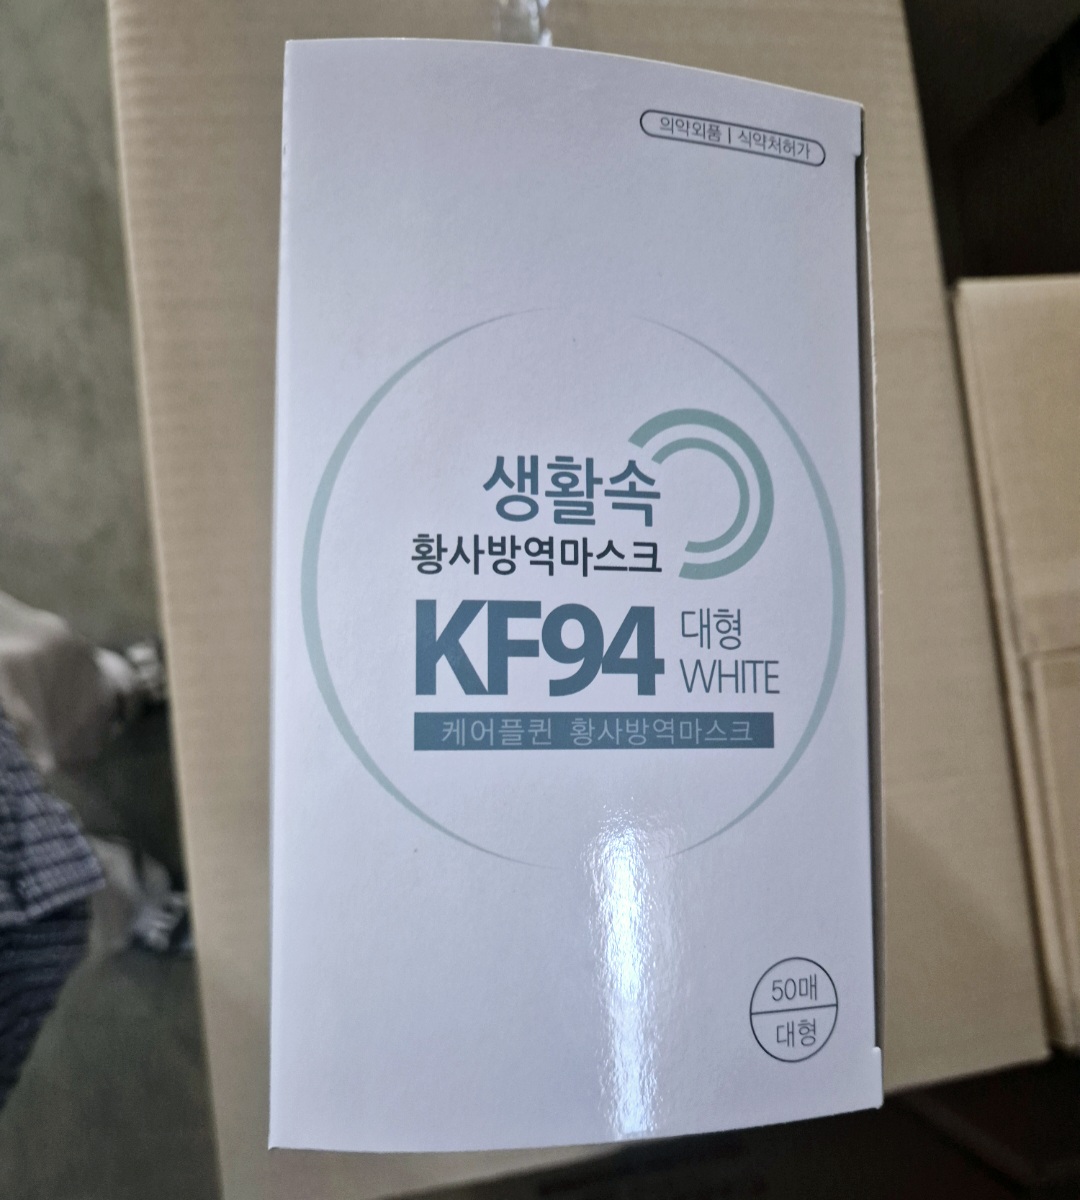 의약외품 | 식약처허가
생활속
황사방역마스크
KF94 대형
WHITE
케어플퀸 황사방역마스크
50매
대형